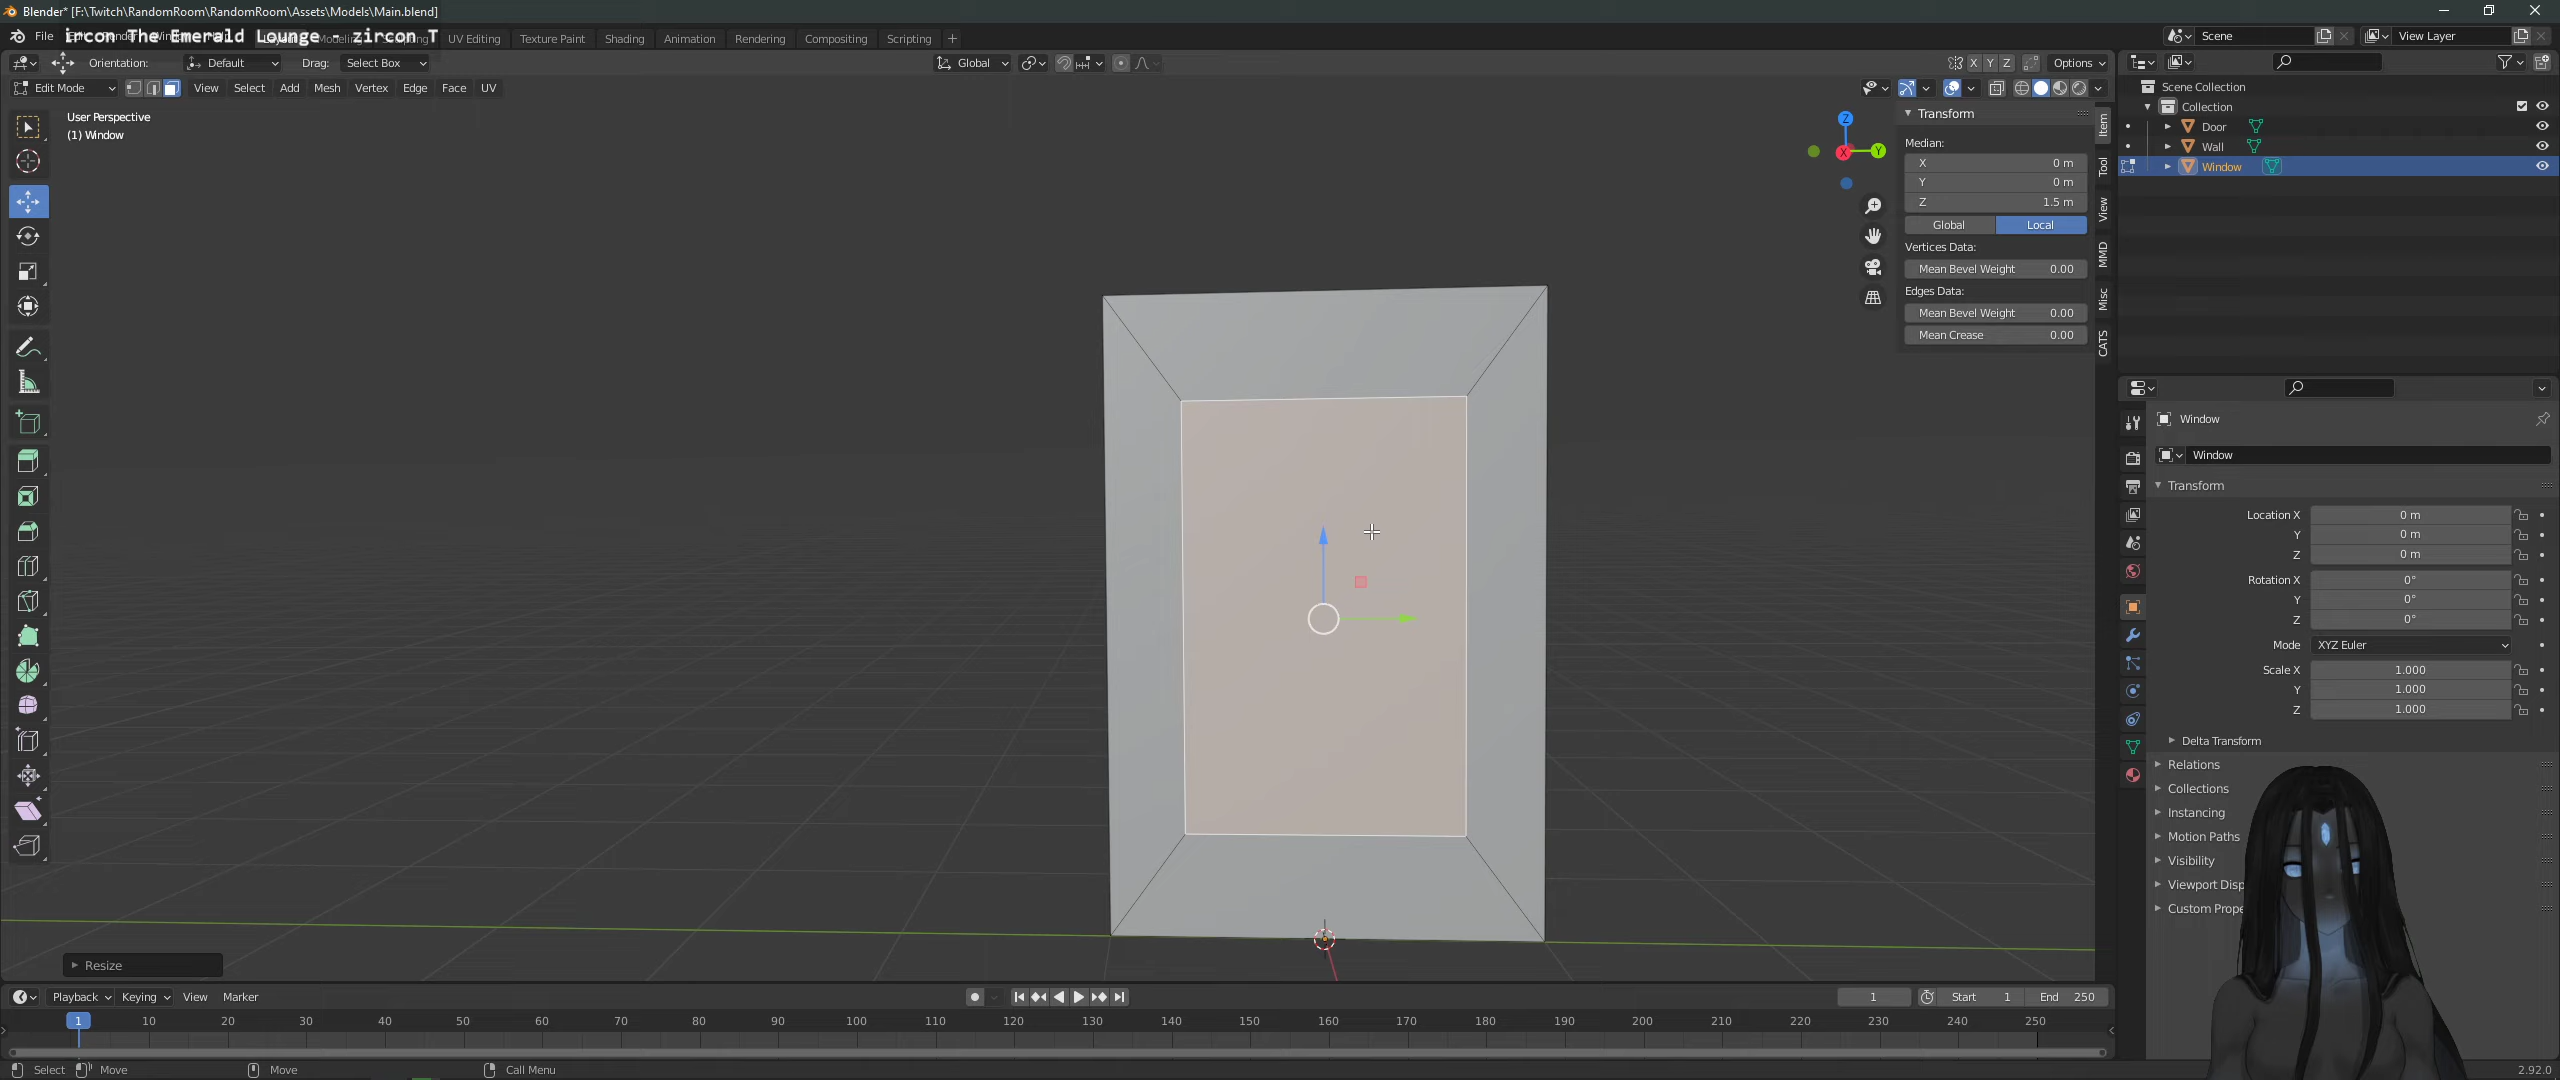 Blender* [F:\Twitch\RandomRoom\RandomRoom\Assets\Models\Main.blend]
File
ircon The Emerald Lounge - zircon T
UV Editing Texture Paint Shading Animation Rendering Compositing Scripting +
Scene View Layer
Orientation: Default Drag: Select Box Global X Y Z Options
Edit Mode View Select Add Mesh Vertex Edge Face UV
User Perspective
(1) Window
Z
X
Y
Transform
Median:
X 0 m
Y 0 m
Z 1.5 m
Global Local
Vertices Data:
Mean Bevel Weight 0.00
Edges Data:
Mean Bevel Weight 0.00
Mean Crease 0.00
Item
Tool
View
MMD
Misc
CATS
Scene Collection
Collection
Door
Wall
Window
Window
Window
Transform
Location X 0 m
Y 0 m
Z 0 m
Rotation X 0°
Y 0°
Z 0°
Mode XYZ Euler
Scale X 1.000
Y 1.000
Z 1.000
Delta Transform
Relations
Collections
Instancing
Motion Paths
Visibility
Viewport Disp
Custom Prope
Resize
Playback Keying View Marker
1 Start 1 End 250
1 10 20 30 40 50 60 70 80 90 100 110 120 130 140 150 160 170 180 190 200 210 220 230 240 250
Select Move Move Call Menu
2.92.0